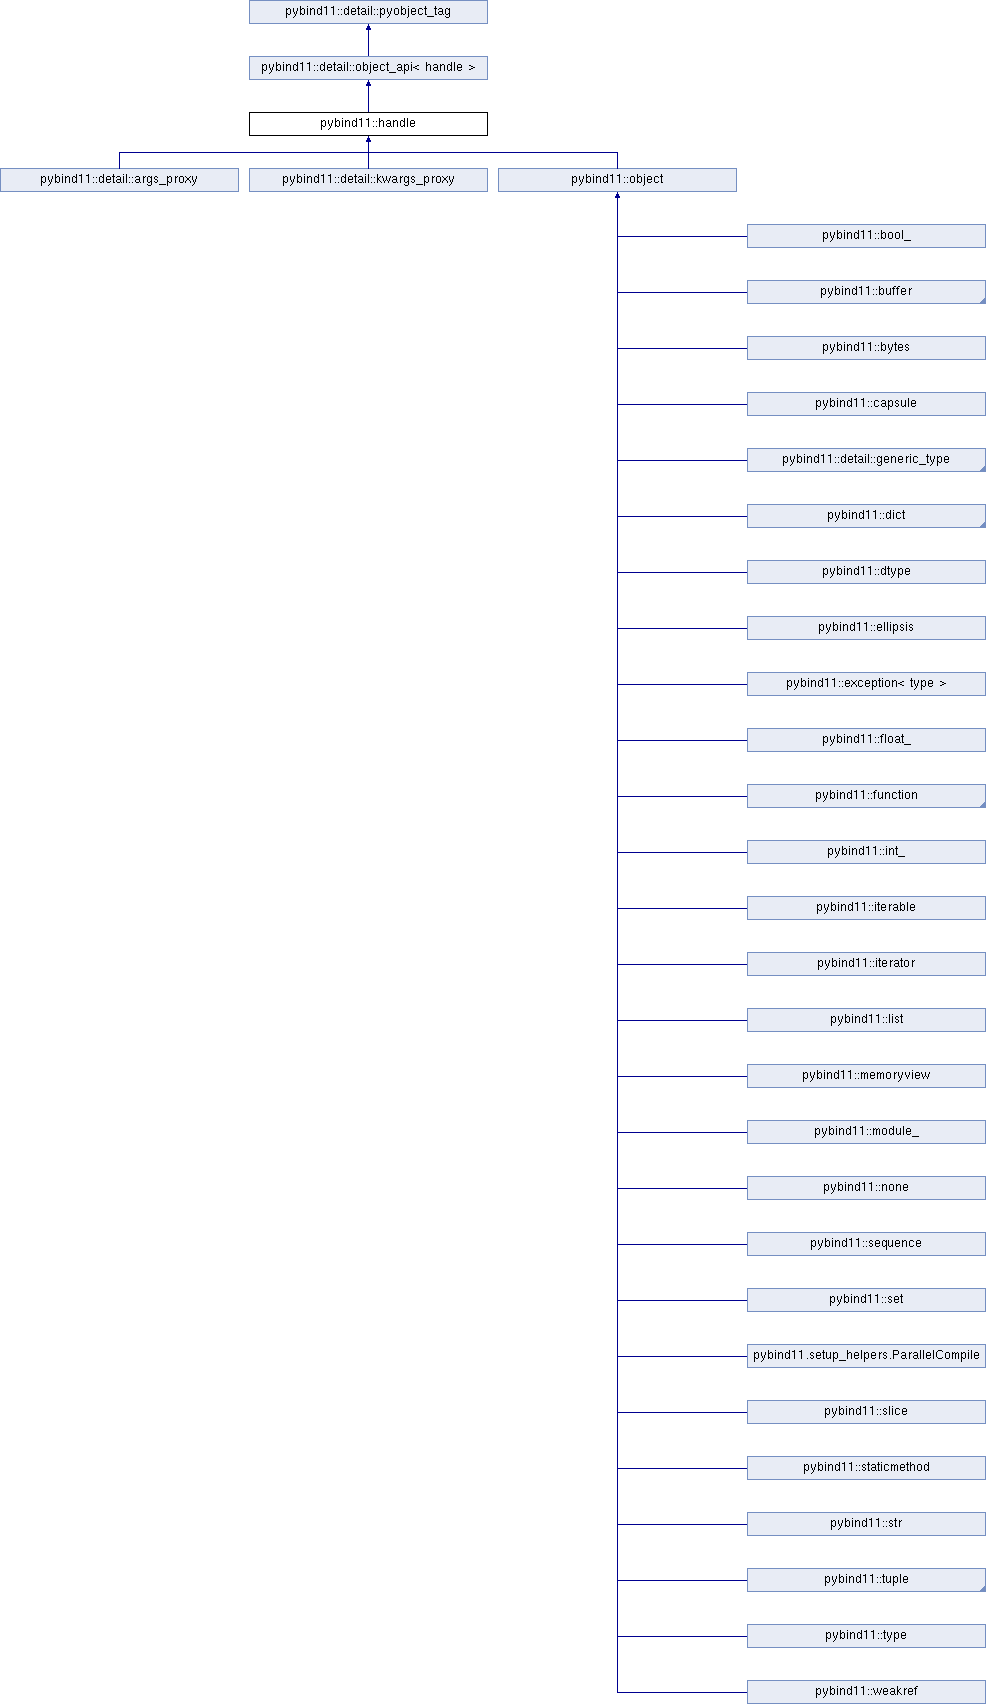 pybind11::detail::pyobject_tag
pybind11::detail::object_api< handle >
pybind11::handle
pybind11::detail::args_proxy
pybind11::detail::kwargs_proxy
pybind11::object
pybind11::bool_
pybind11::buffer
pybind11::bytes
pybind11::capsule
pybind11::detail::generic_type
pybind11::dict
pybind11::dtype
pybind11::ellipsis
pybind11::exception< type >
pybind11::float_
pybind11::function
pybind11::int_
pybind11::iterable
pybind11::iterator
pybind11::list
pybind11::memoryview
pybind11::module_
pybind11::none
pybind11::sequence
pybind11::set
pybind11.setup_helpers.ParallelCompile
pybind11::slice
pybind11::staticmethod
pybind11::str
pybind11::tuple
pybind11::type
pybind11::weakref